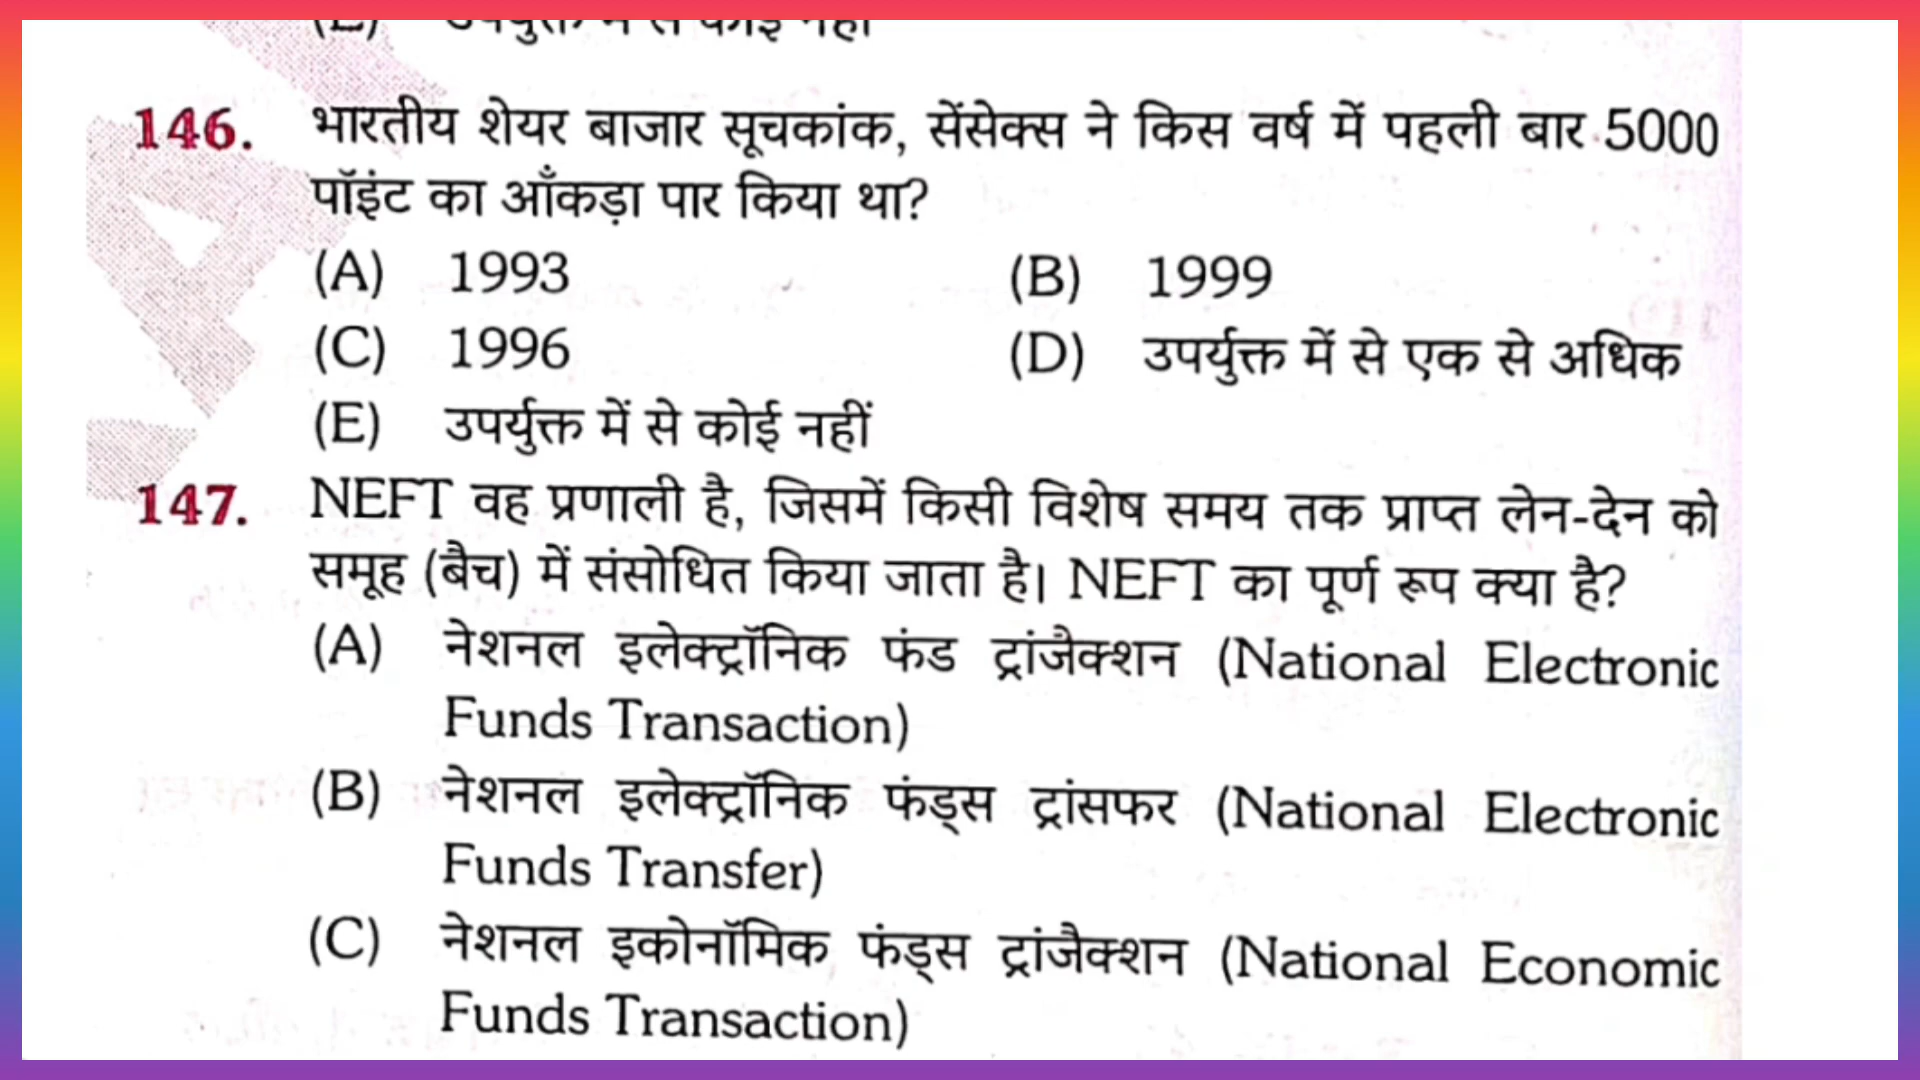 (E) उपर्युक्त में से कोई नहीं
146. भारतीय शेयर बाजार सूचकांक, सेंसेक्स ने किस वर्ष में पहली बार 5000
पॉइंट का आँकड़ा पार किया था?
(A) 1993 (B) 1999
(C) 1996 (D) उपर्युक्त में से एक से अधिक
(E) उपर्युक्त में से कोई नहीं
147. NEFT वह प्रणाली है, जिसमें किसी विशेष समय तक प्राप्त लेन-देन को
समूह (बैच) में संसोधित किया जाता है। NEFT का पूर्ण रूप क्या है?
(A) नेशनल इलेक्ट्रॉनिक फंड ट्रांजैक्शन (National Electronic
Funds Transaction)
(B) नेशनल इलेक्ट्रॉनिक फंड्स ट्रांसफर (National Electronic
Funds Transfer)
(C) नेशनल इकोनॉमिक फंड्स ट्रांजैक्शन (National Economic
Funds Transaction)